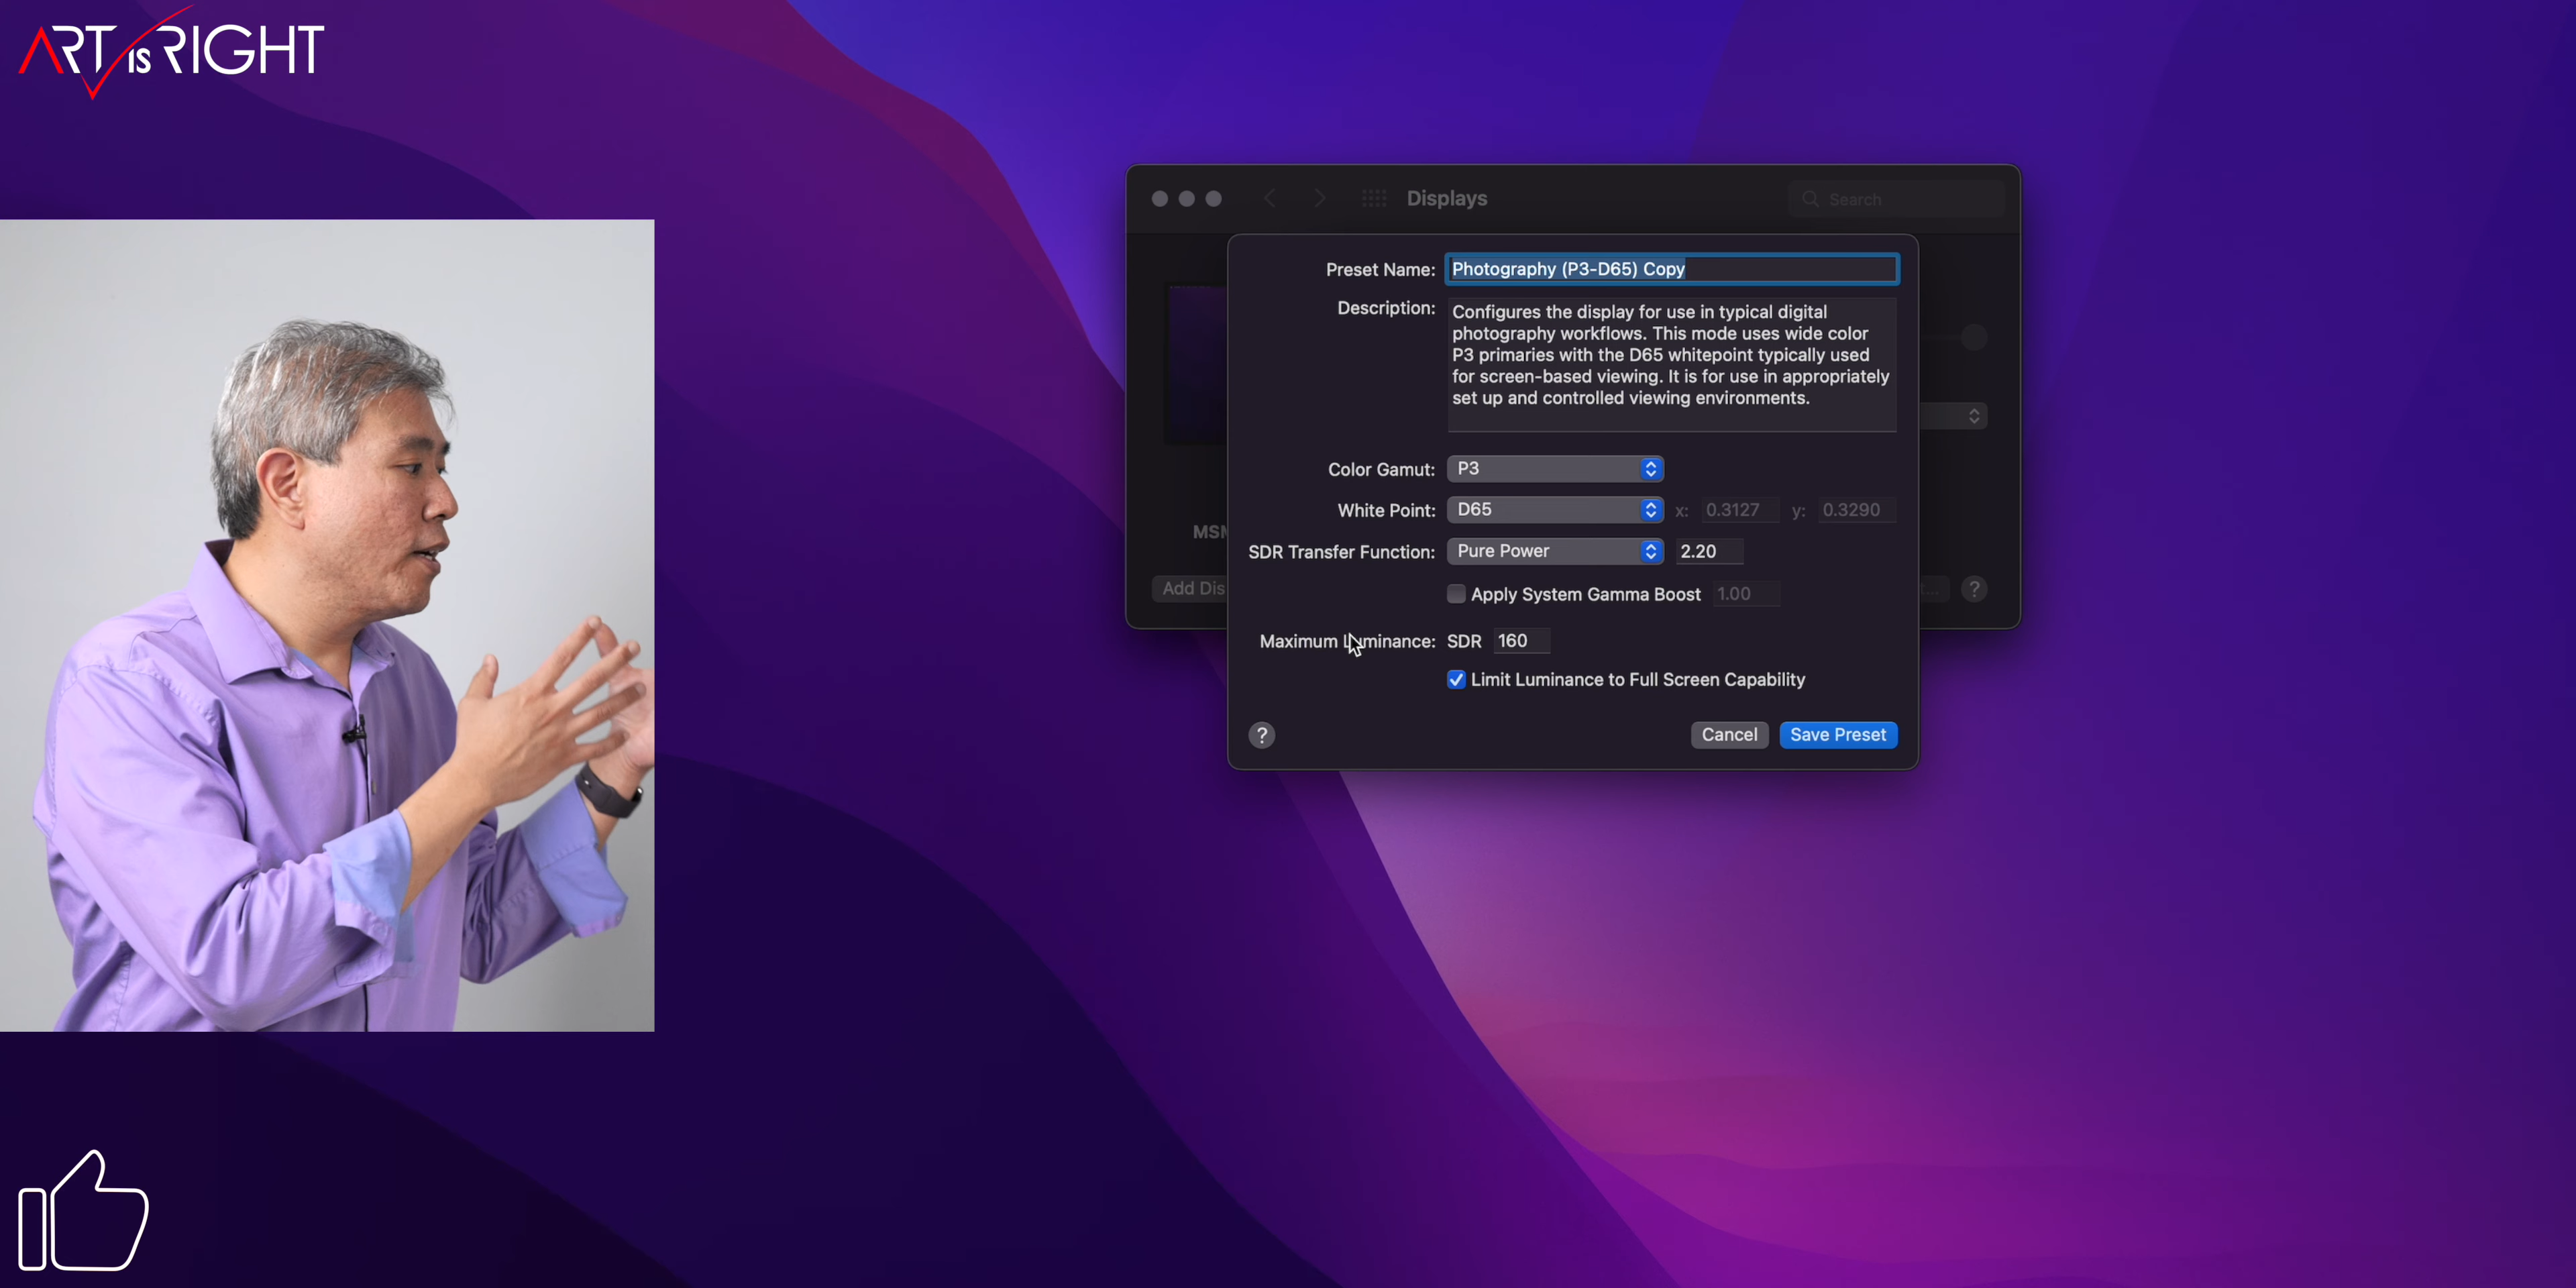 ART is RIGHT
Displays
Search
Preset Name: Photography (P3-D65) Copy
Description: Configures the display for use in typical digital
photography workflows. This mode uses wide color
P3 primaries with the D65 whitepoint typically used
for screen-based viewing. It is for use in appropriately
set up and controlled viewing environments.
Color Gamut: P3
White Point: D65 x: 0.3127 y: 0.3290
MSM
SDR Transfer Function: Pure Power 2.20
Add Dis ?
Apply System Gamma Boost 1.00
Maximum Luminance: SDR 160
Limit Luminance to Full Screen Capability
? Cancel Save Preset